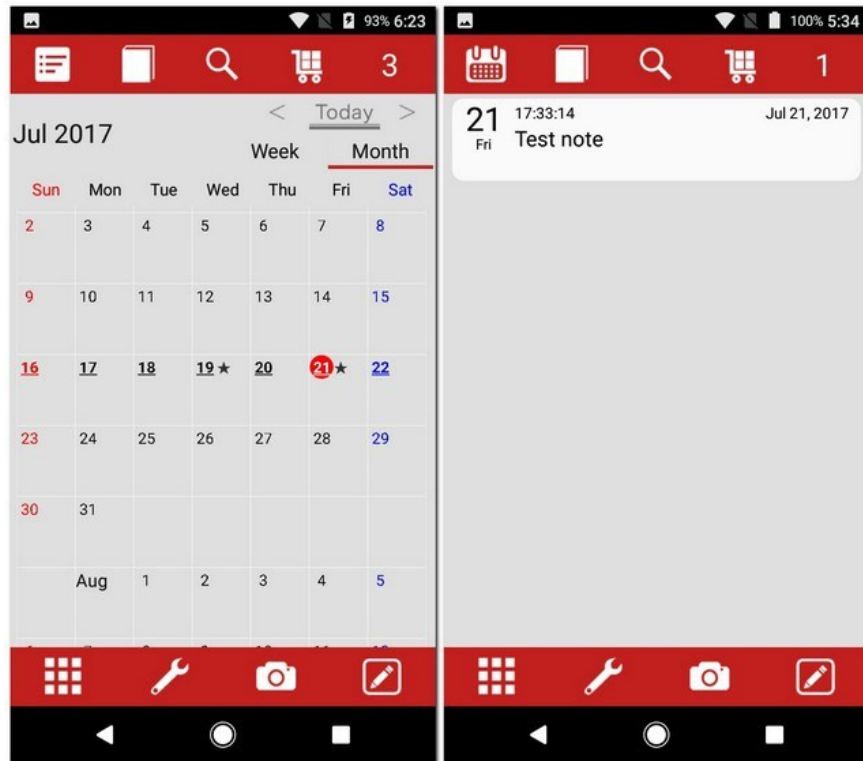 93% 6:23
3
< Today >
Jul 2017
Week Month
Sun Mon Tue Wed Thu Fri Sat
2 3 4 5 6 7 8
9 10 11 12 13 14 15
16 17 18 19★ 20 21★ 22
23 24 25 26 27 28 29
30 31
Aug 1 2 3 4 5
100% 5:34
1
21 17:33:14 Jul 21, 2017
Fri Test note